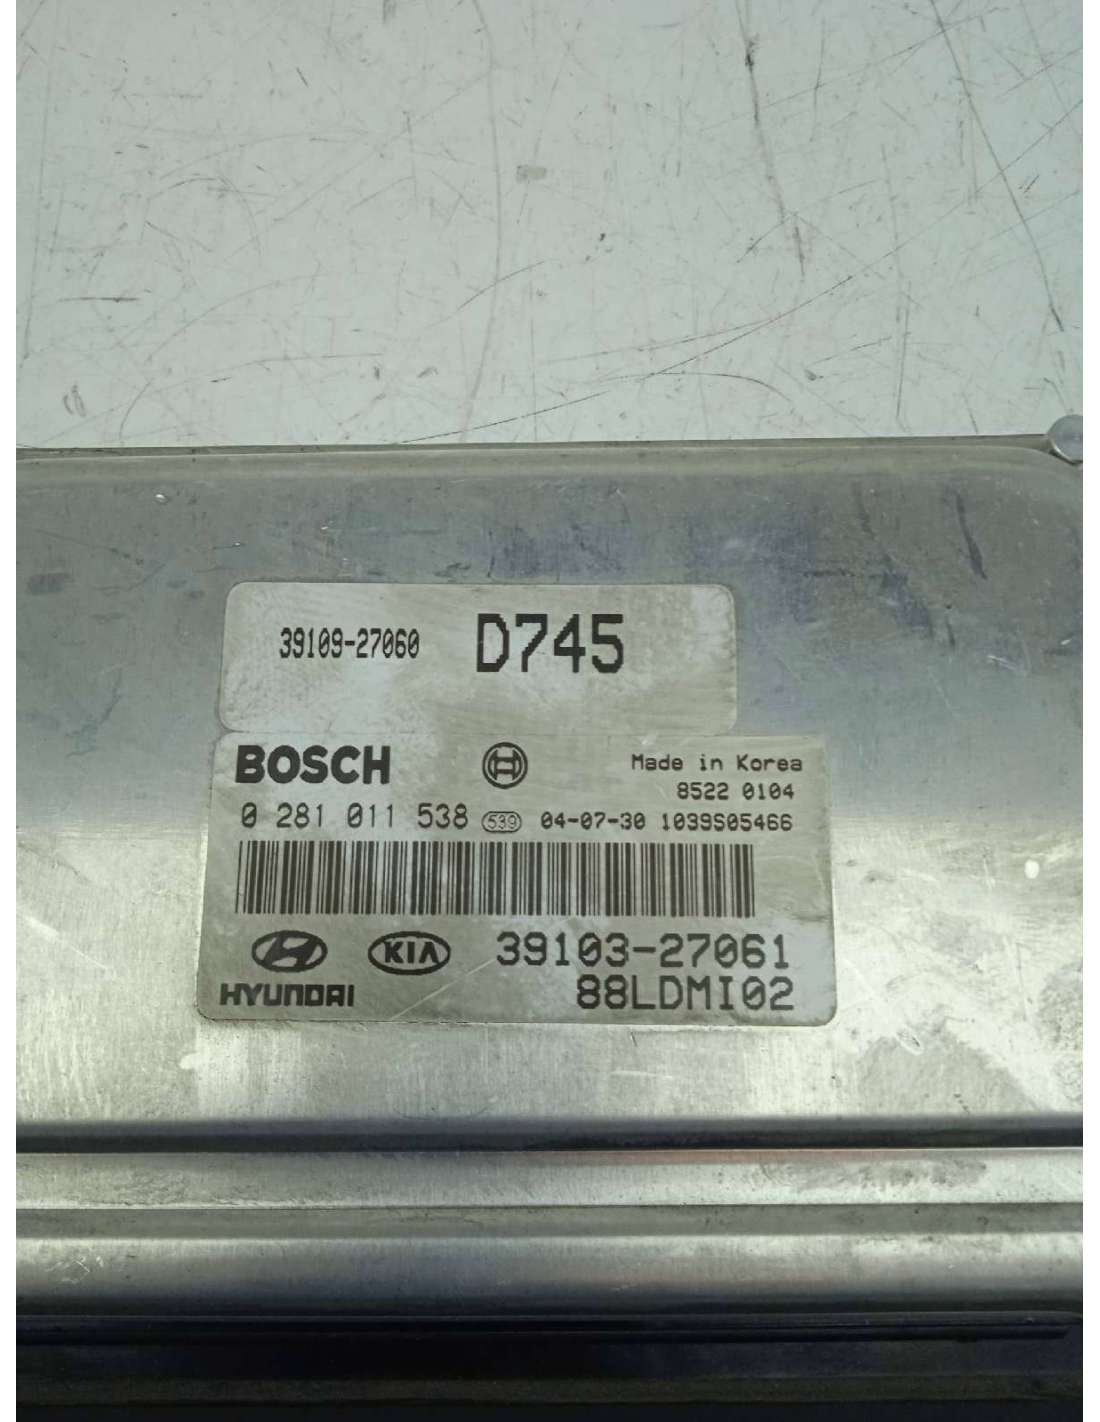 39109-27060 D745
BOSCH Made in Korea
8522 0104
0 281 011 538 539 04-07-30 1039S05466
KIA 39103-27061
HYUNDAI 88LDMI02